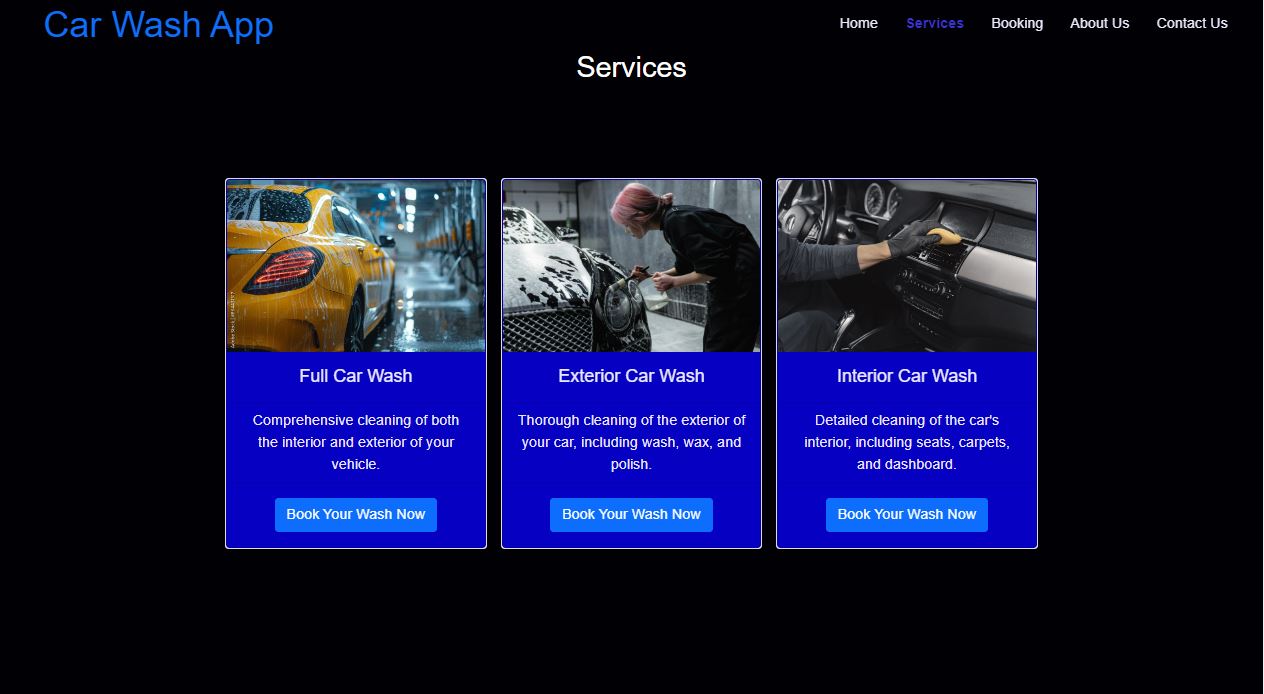 Car Wash App
Home Services Booking About Us Contact Us
Services
Full Car Wash
Comprehensive cleaning of both
the interior and exterior of your
vehicle.
Book Your Wash Now
Exterior Car Wash
Thorough cleaning of the exterior of
your car, including wash, wax, and
polish.
Book Your Wash Now
Interior Car Wash
Detailed cleaning of the car's
interior, including seats, carpets,
and dashboard.
Book Your Wash Now